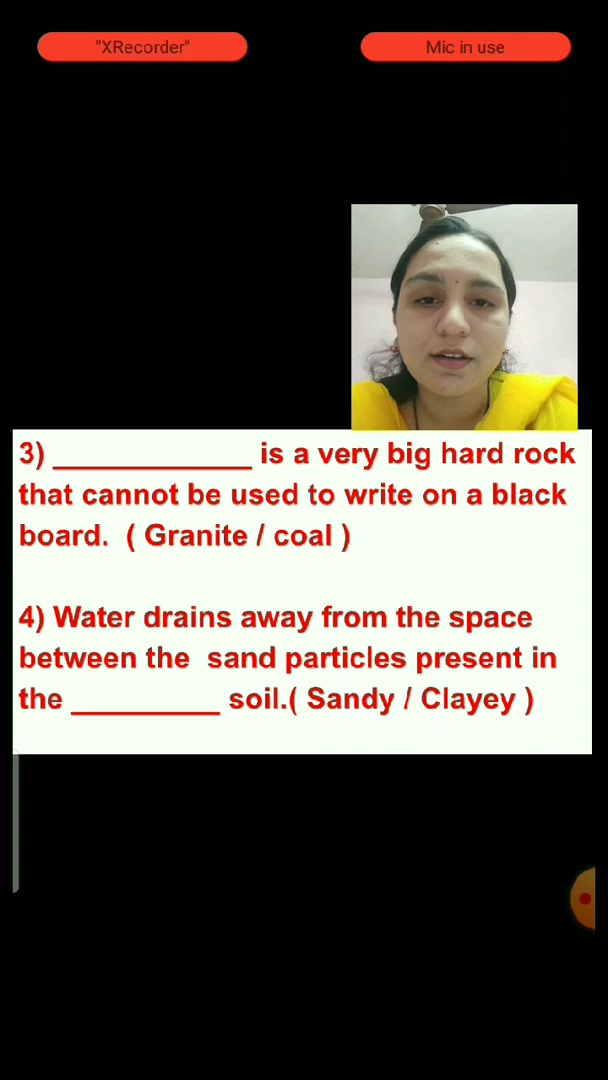 "XRecorder" Mic in use
3) ____________ is a very big hard rock
that cannot be used to write on a black
board. ( Granite / coal )
4) Water drains away from the space
between the sand particles present in
the _________ soil.( Sandy / Clayey )